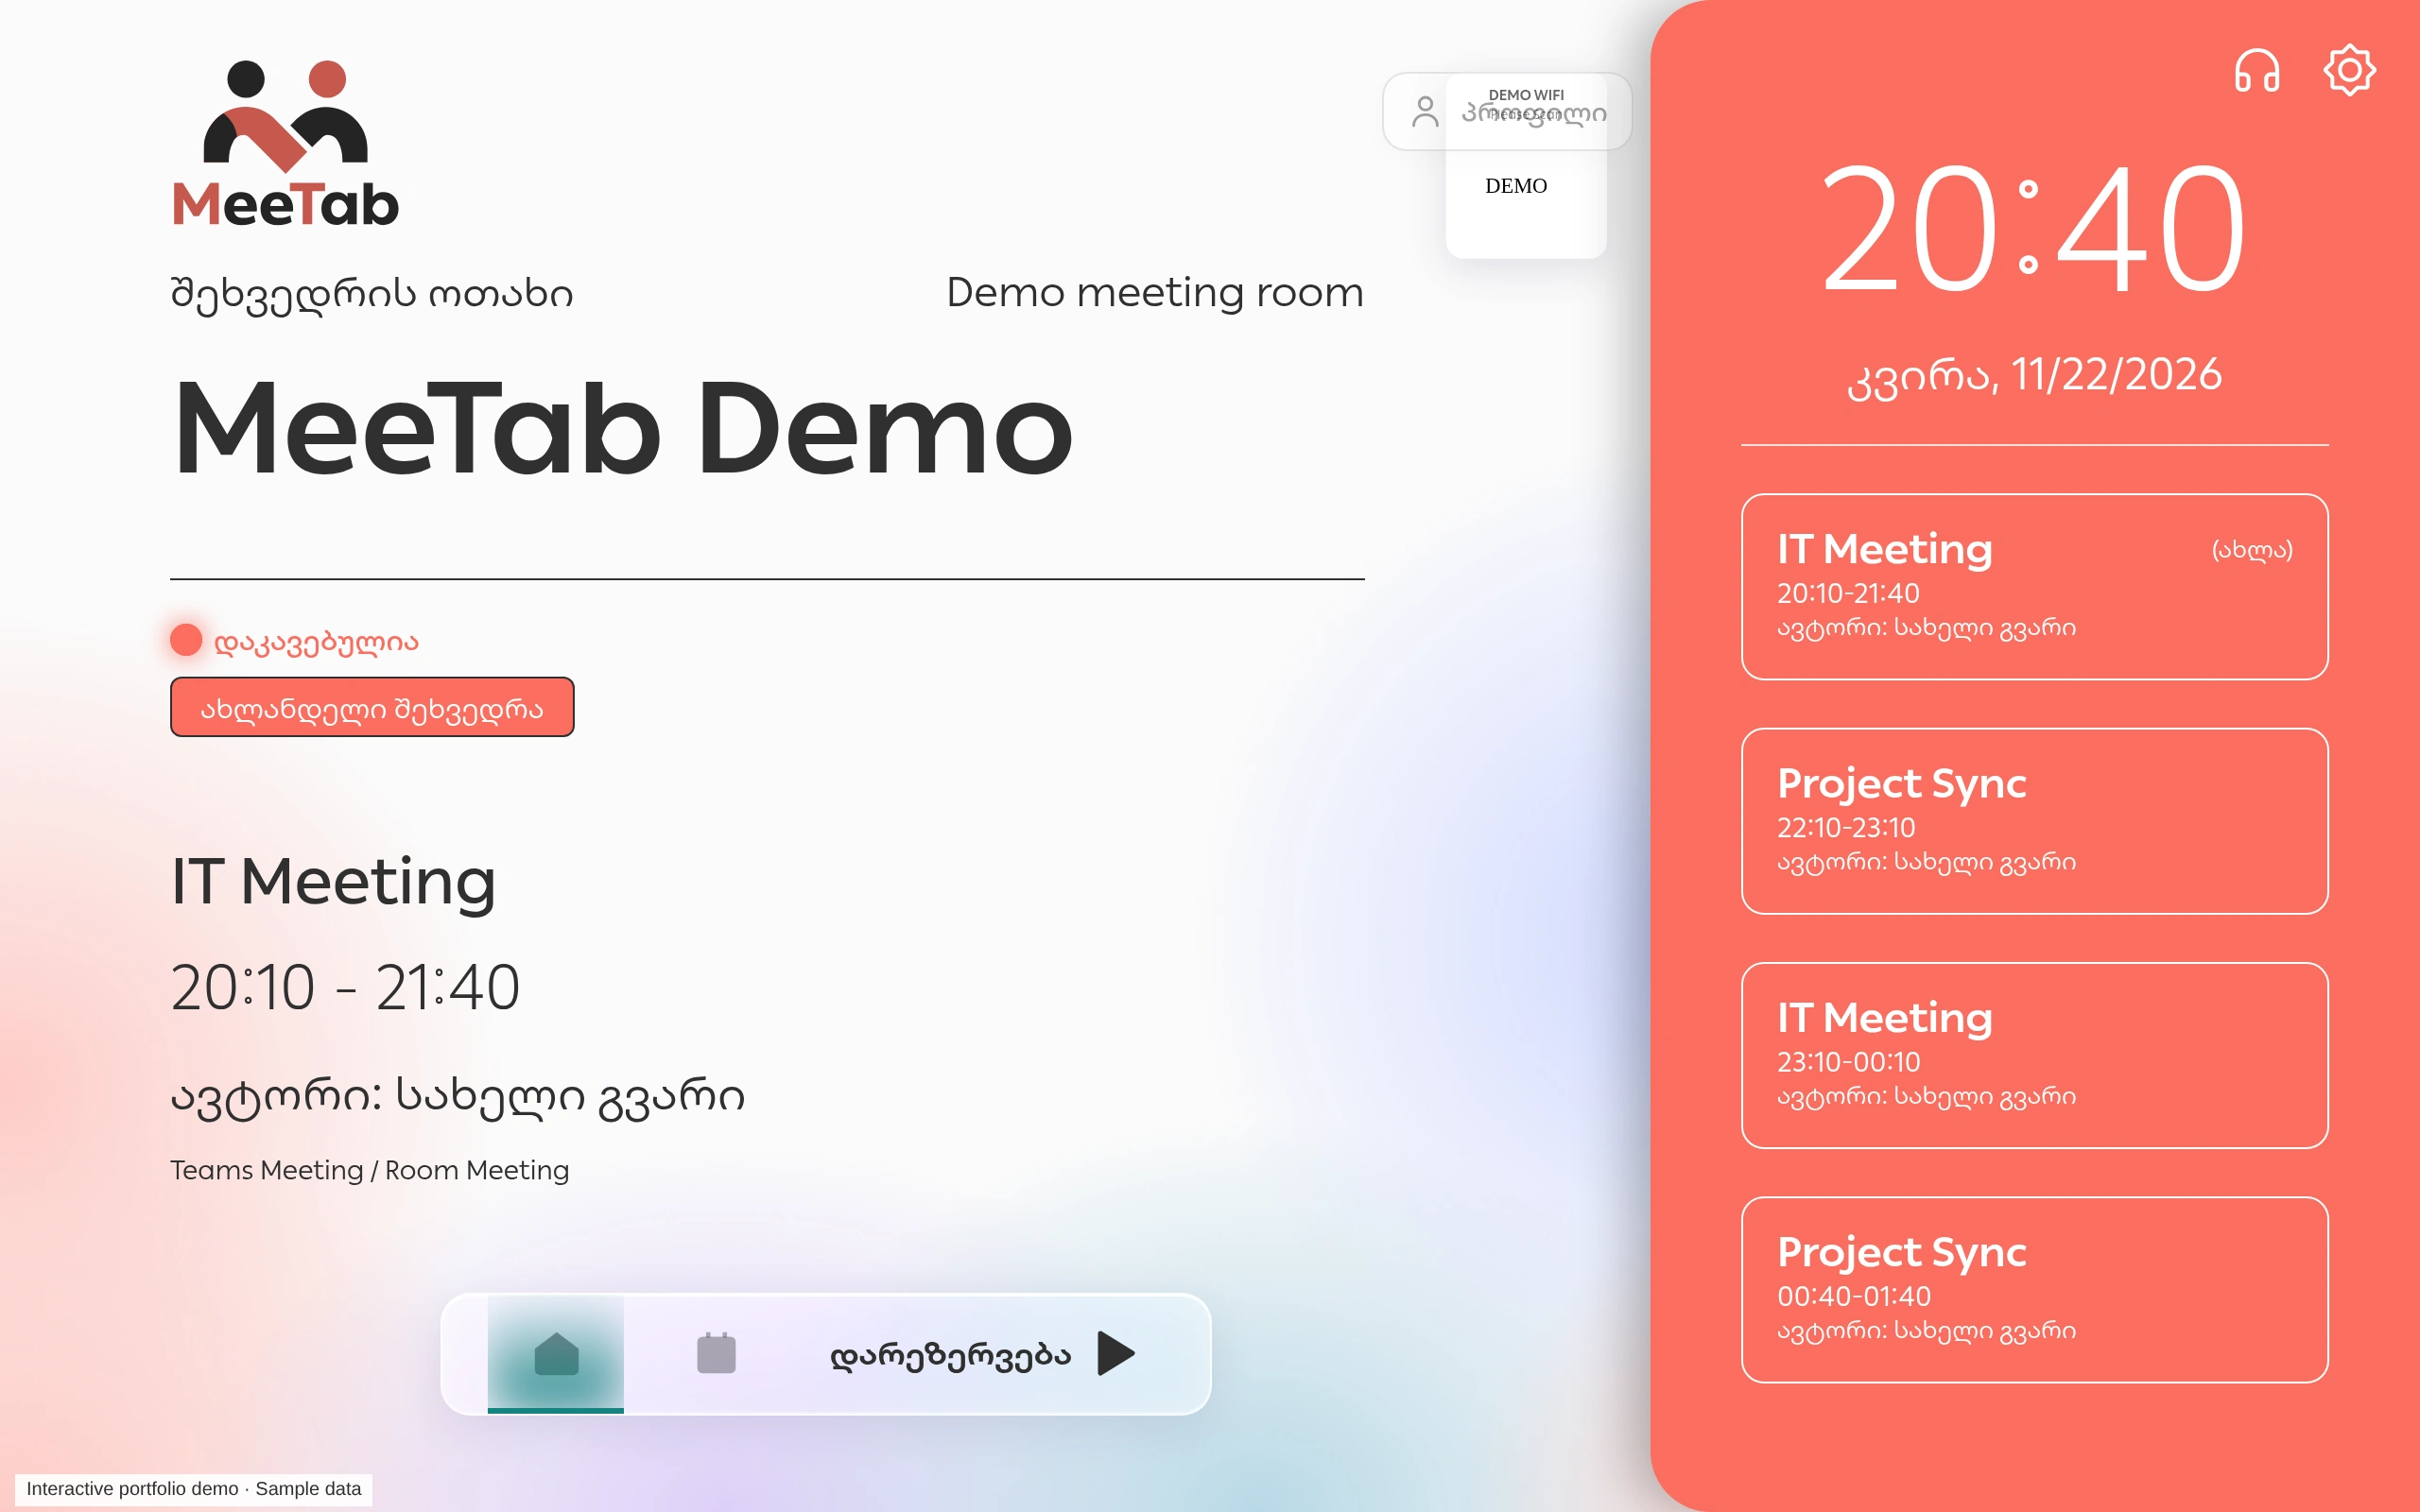 MeeTab
DEMO WIFI
Please Scan
პროფილი
DEMO
შეხვედრის ოთახი
Demo meeting room
MeeTab Demo
დაკავებულია
ახლანდელი შეხვედრა
IT Meeting
20:10 - 21:40
ავტორი: სახელი გვარი
Teams Meeting / Room Meeting
დარეზერვება
Interactive portfolio demo · Sample data
20:40
კვირა, 11/22/2026
IT Meeting
(ახლა)
20:10-21:40
ავტორი: სახელი გვარი
Project Sync
22:10-23:10
ავტორი: სახელი გვარი
IT Meeting
23:10-00:10
ავტორი: სახელი გვარი
Project Sync
00:40-01:40
ავტორი: სახელი გვარი